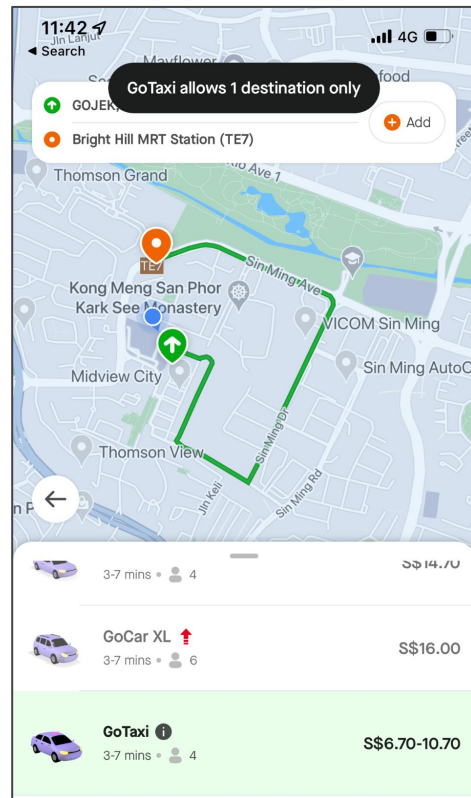 11:42
4G
Search
Jln Lanjut
Mayflower
GoTaxi allows 1 destination only
GOJEK,
Add
Bright Hill MRT Station (TE7)
Thomson Grand
Ave 1
TE7
Sin Ming Ave
Kong Meng San Phor
Kark See Monastery
VICOM Sin Ming
Sin Ming AutoC
Midview City
Thomson View
Sin Ming Dr
Jln Keli
Sin Ming Rd
n P
3-7 mins • 4
S$14.70
GoCar XL
3-7 mins • 6
S$16.00
GoTaxi
3-7 mins • 4
S$6.70-10.70